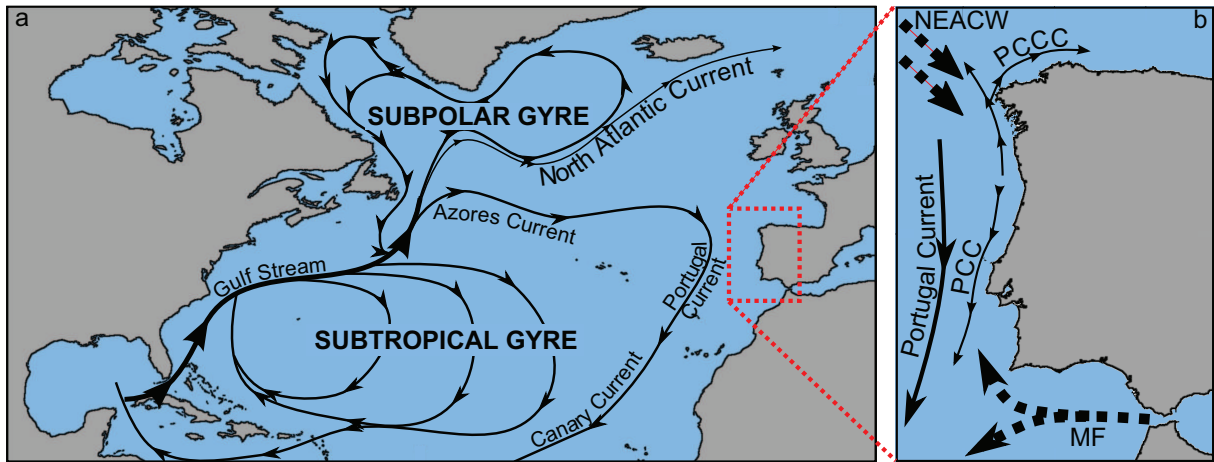 a
SUBPOLAR GYRE
North Atlantic Current
Azores Current
Gulf Stream
Portugal
Current
SUBTROPICAL GYRE
Canary Current
b
NEACW
PCCC
Portugal Current
PCC
MF